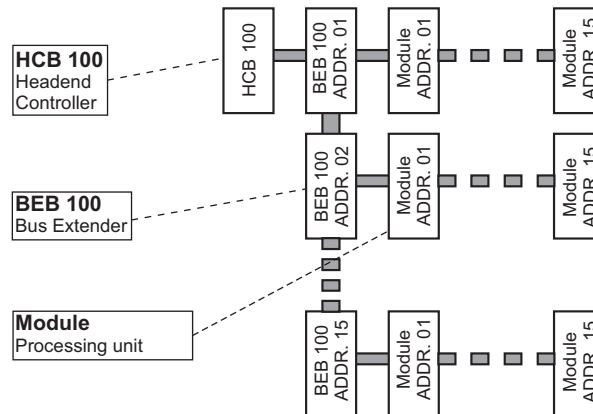 HCB 100
Headend
Controller
HCB 100
BEB 100
ADDR. 01
Module
ADDR. 01
Module
ADDR. 15
BEB 100
Bus Extender
BEB 100
ADDR. 02
Module
ADDR. 01
Module
ADDR. 15
Module
Processing unit
BEB 100
ADDR. 15
Module
ADDR. 01
Module
ADDR. 15